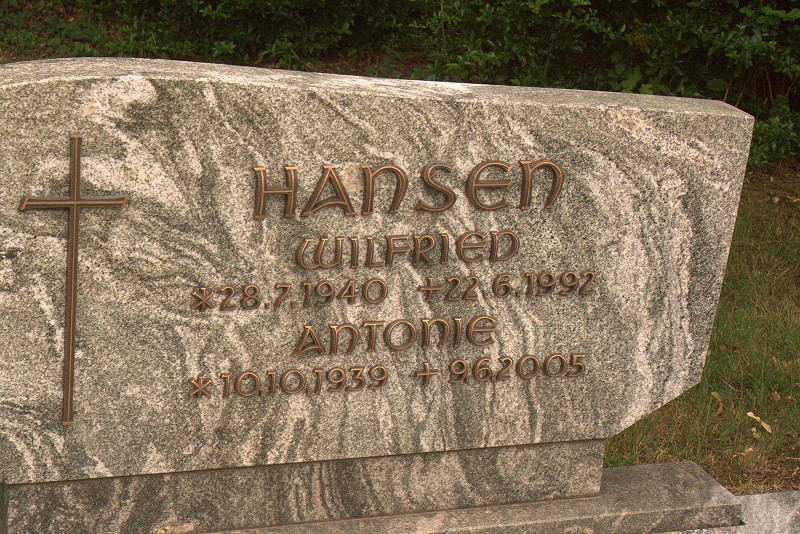 HANSEN
WILFRIED
*28.7.1940 +22.6.1992
ANTONIE
*10.10.1939 +9.6.2005